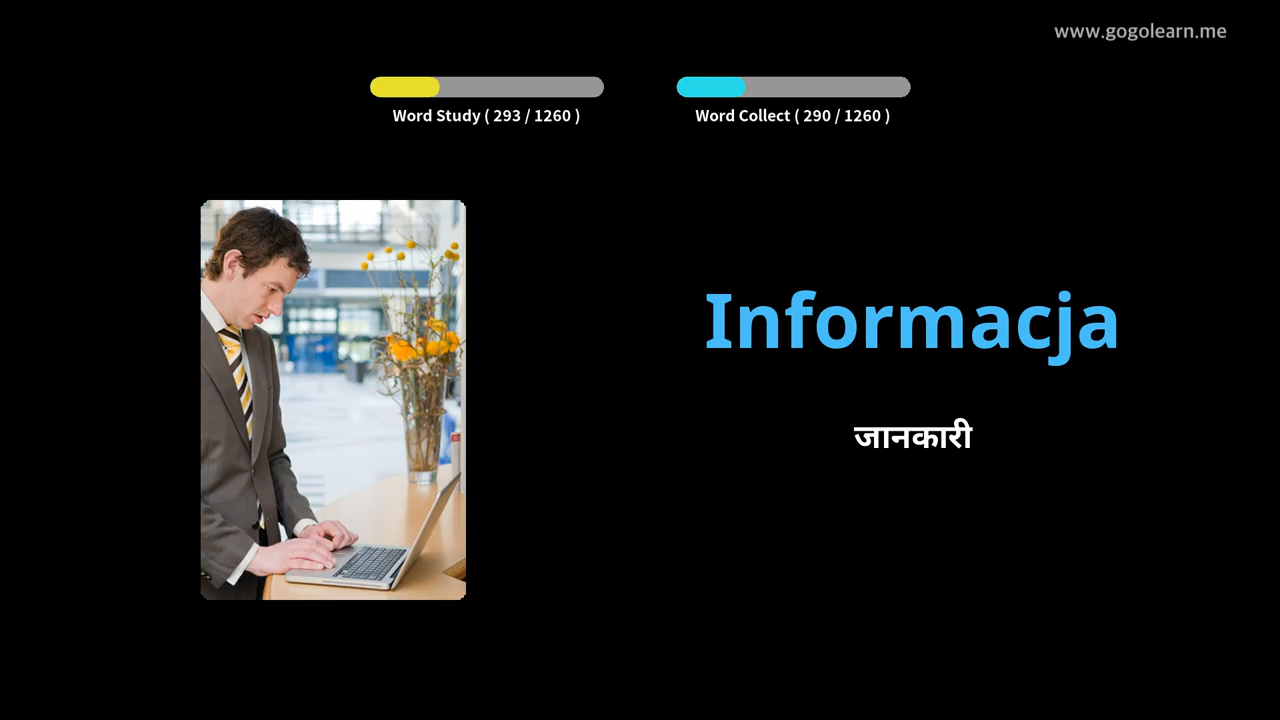 www.gogolearn.me
Word Study ( 293 / 1260 )
Word Collect ( 290 / 1260 )
Informacja
जानकारी